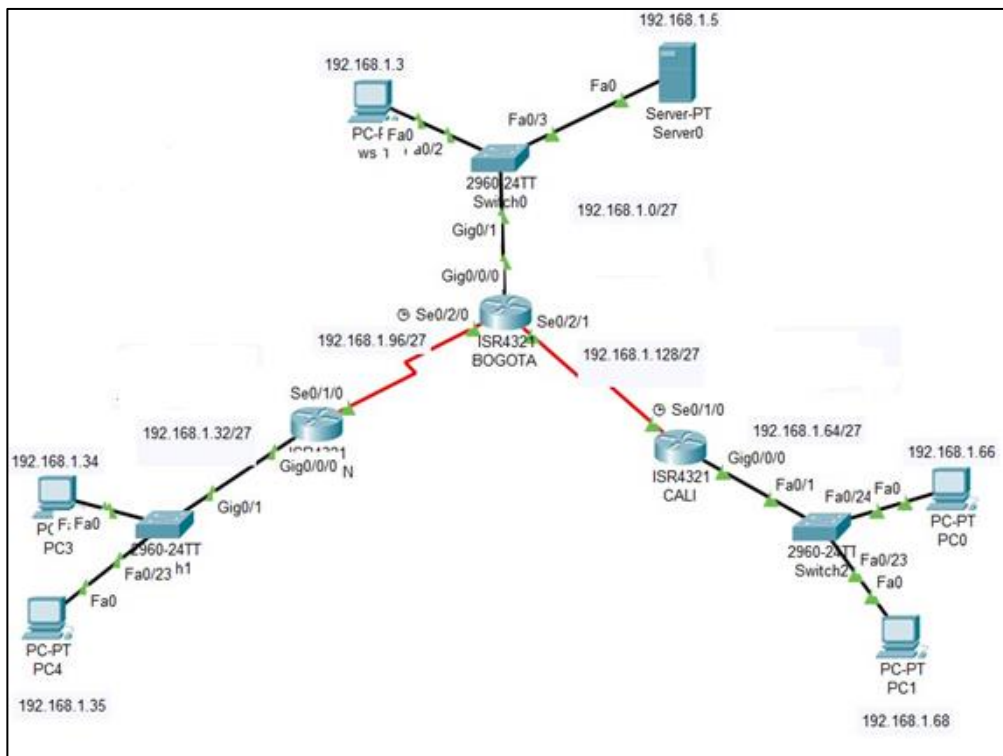 192.168.1.5
192.168.1.3
Fa0
Fa0/3
Server-PT
Server0
Fa0
2960-24TT
Switch0
192.168.1.0/27
Gig0/1
Gig0/0/0
Se0/2/0
Se0/2/1
192.168.1.96/27
ISR4321
BOGOTA
192.168.1.128/27
Se0/1/0
Se0/1/0
192.168.1.32/27
192.168.1.64/27
Gig0/0/0
N
ISR4321
CALI
Gig0/0/0
192.168.1.34
192.168.1.66
Fa0
PC3
Gig0/1
Fa0/1
Fa0/24
Fa0
PC-PT
PC0
2960-24TT
h1
Fa0/23
Fa0
2960-24TT
Switch2
Fa0/23
Fa0
PC-PT
PC4
PC-PT
PC1
192.168.1.35
192.168.1.68